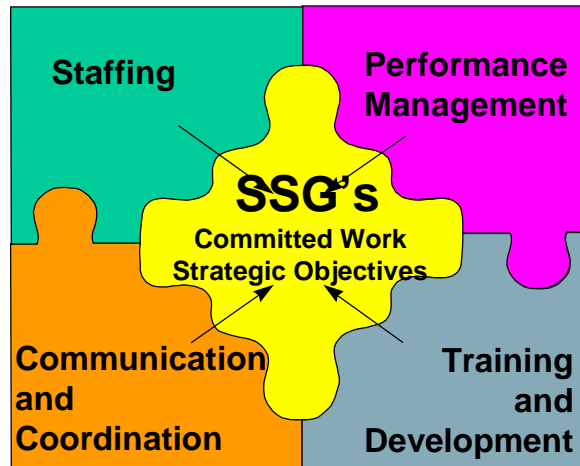 Staffing
Performance
Management
SSG's
Committed Work
Strategic Objectives
Communication
and
Coordination
Training
and
Development